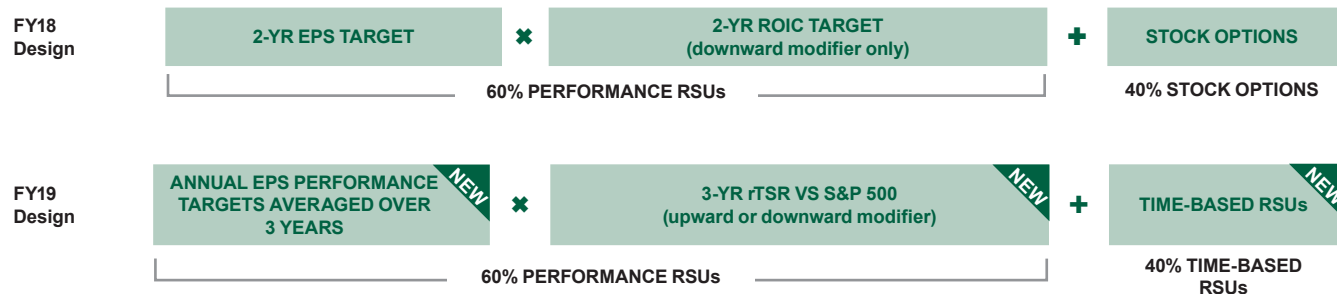 FY18
Design
2-YR EPS TARGET
✖
2-YR ROIC TARGET
(downward modifier only)
+
STOCK OPTIONS
60% PERFORMANCE RSUs
40% STOCK OPTIONS
FY19
Design
ANNUAL EPS PERFORMANCE
TARGETS AVERAGED OVER
3 YEARS
NEW
✖
3-YR rTSR VS S&P 500
(upward or downward modifier)
NEW
+
TIME-BASED RSUs
NEW
60% PERFORMANCE RSUs
40% TIME-BASED
RSUs